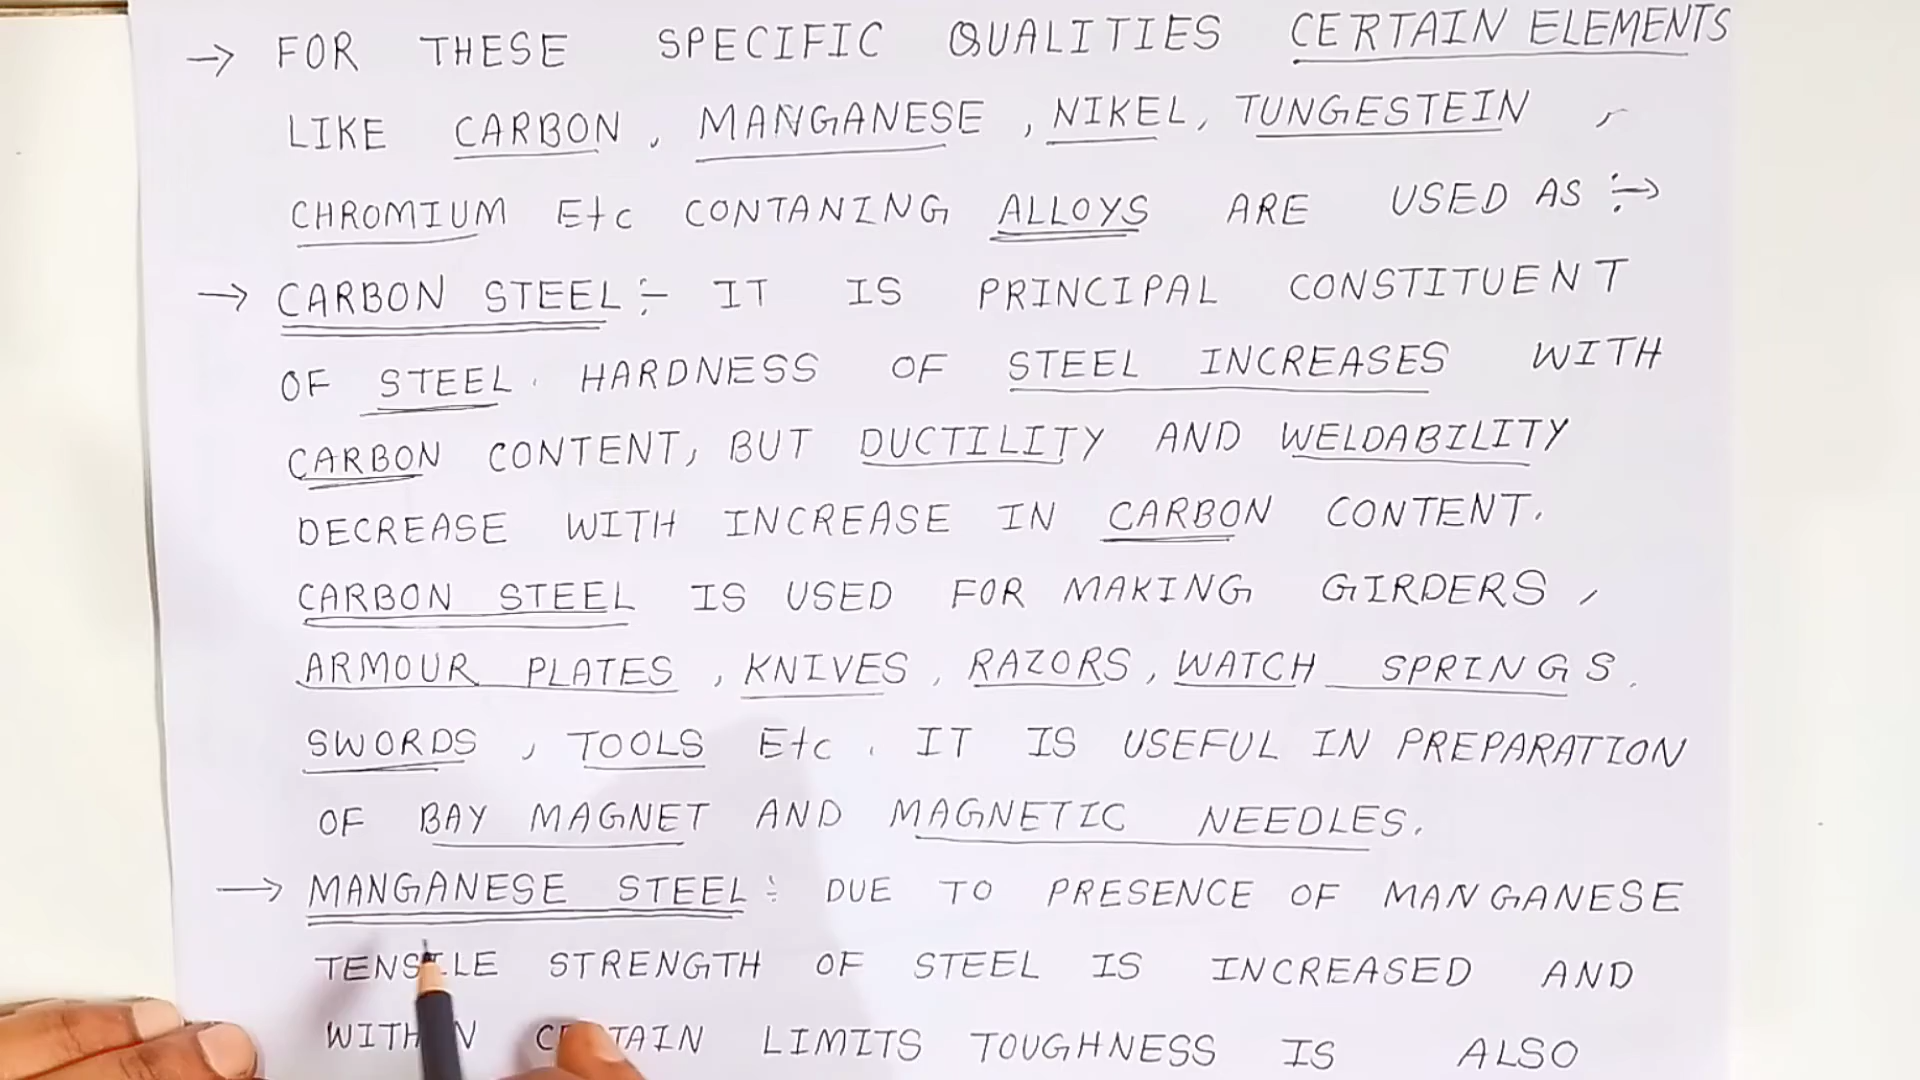 → FOR THESE SPECIFIC QUALITIES CERTAIN ELEMENTS
LIKE CARBON, MANGANESE, NIKEL, TUNGESTEIN,
CHROMIUM Etc CONTANING ALLOYS ARE USED AS :→
→ CARBON STEEL :- IT IS PRINCIPAL CONSTITUENT
OF STEEL. HARDNESS OF STEEL INCREASES WITH
CARBON CONTENT, BUT DUCTILITY AND WELDABILITY
DECREASE WITH INCREASE IN CARBON CONTENT.
CARBON STEEL IS USED FOR MAKING GIRDERS,
ARMOUR PLATES, KNIVES, RAZORS, WATCH SPRINGS.
SWORDS, TOOLS Etc. IT IS USEFUL IN PREPARATION
OF BAY MAGNET AND MAGNETIC NEEDLES.
→ MANGANESE STEEL :- DUE TO PRESENCE OF MANGANESE
TENSILE STRENGTH OF STEEL IS INCREASED AND
WITHIN CERTAIN LIMITS TOUGHNESS IS ALSO